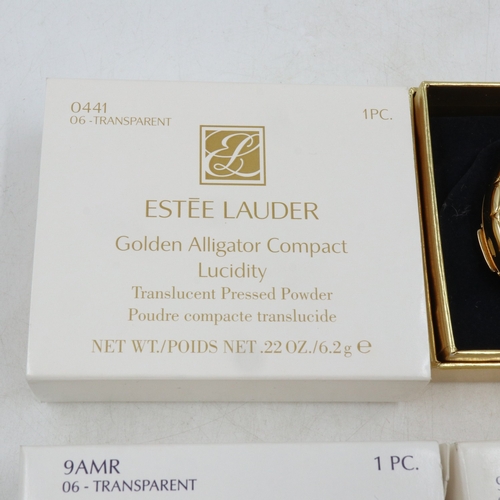 0441
06 - TRANSPARENT
1PC.
EL
ESTĒE LAUDER
Golden Alligator Compact
Lucidity
Translucent Pressed Powder
Poudre compacte translucide
NET WT./POIDS NET .22 OZ./6.2 g ℮
9AMR
06 - TRANSPARENT
1 PC.